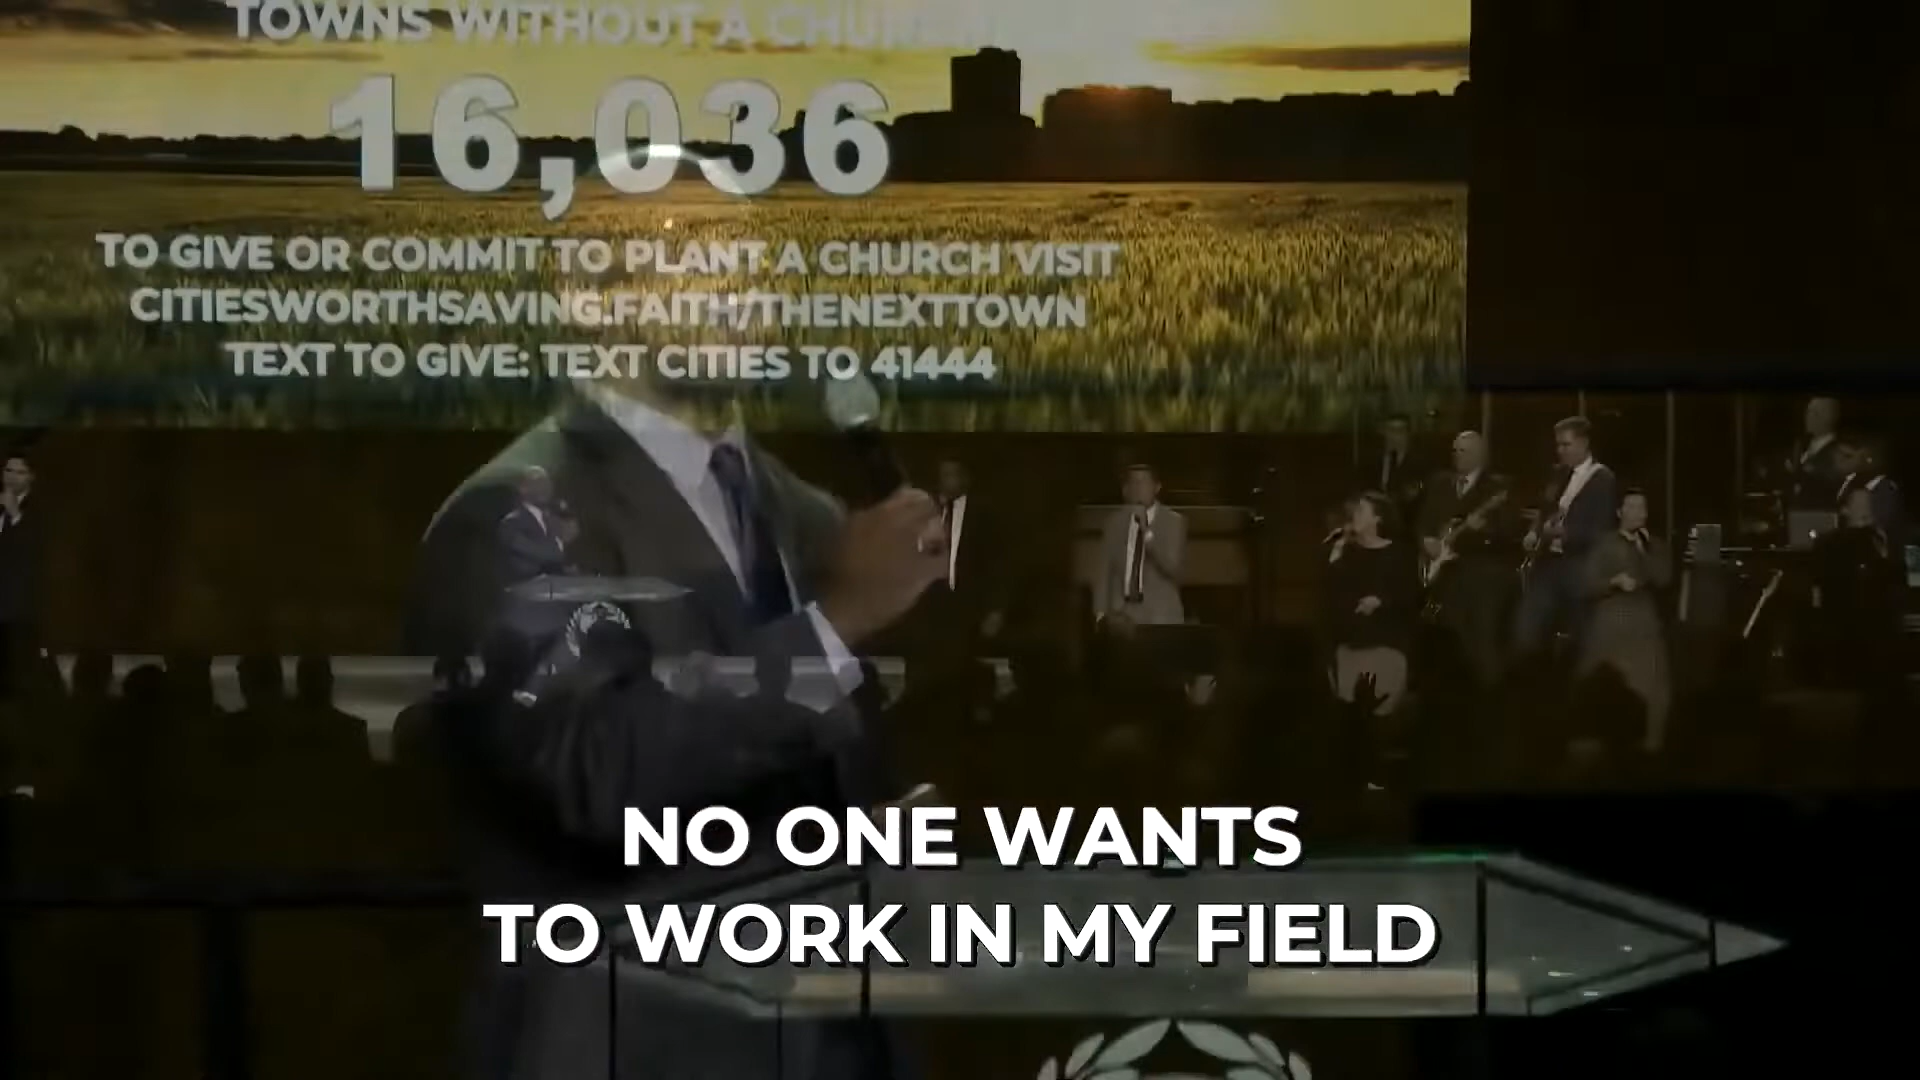 TOWNS WITHOUT A CHURCH
16,036
TO GIVE OR COMMIT TO PLANT A CHURCH VISIT
CITIESWORTHSAVING.FAITH/THENEXTTOWN
TEXT TO GIVE: TEXT CITIES TO 41444
NO ONE WANTS
TO WORK IN MY FIELD